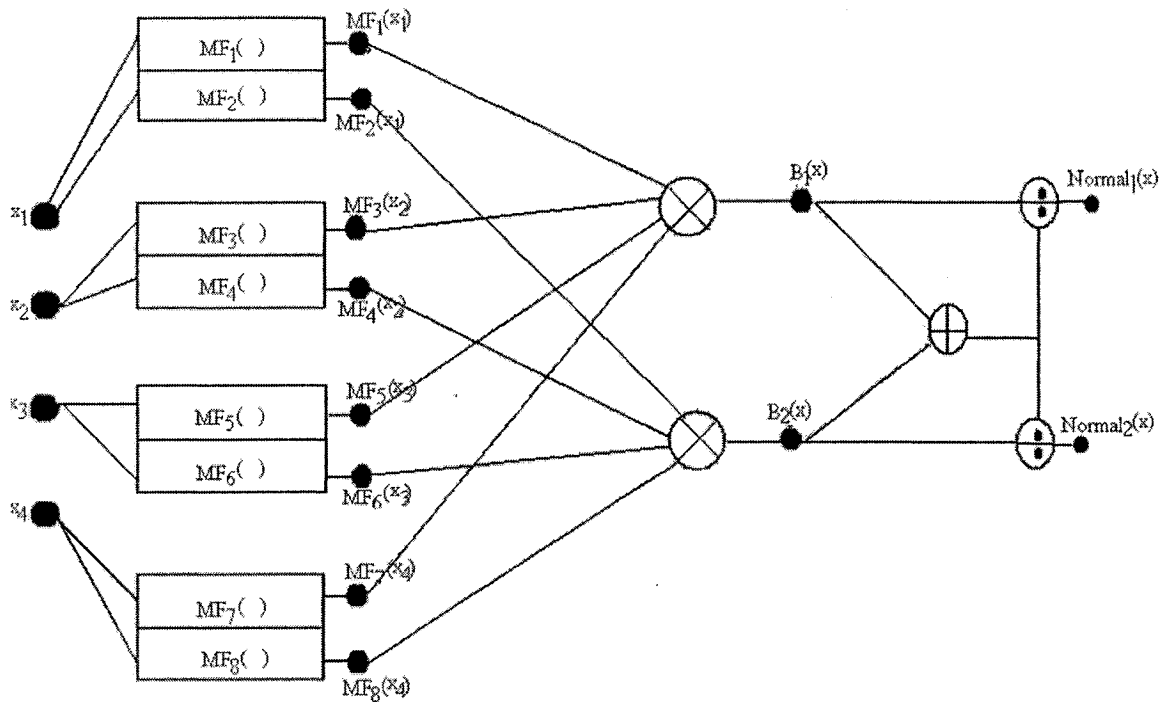 MF₁(x₁)
MF₁( )
MF₂( )
MF₂(x₁)
x₁
B₁(x)
Normal₁(x)
MF₃(x₂)
MF₃( )
MF₄( )
x₂
MF₄(x₂)
x₃
MF₅(x₃)
MF₅( )
B₂(x)
Normal₂(x)
MF₆( )
MF₆(x₃)
x₄
MF₇(x₄)
MF₇( )
MF₈( )
MF₈(x₄)